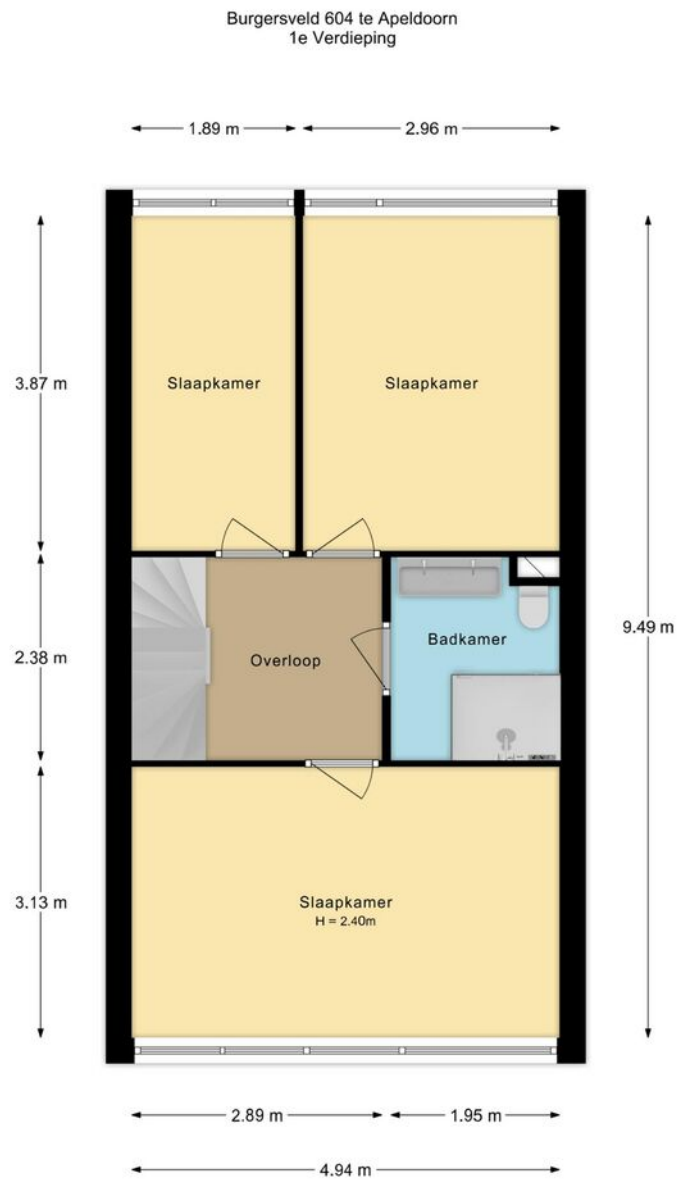 Burgersveld 604 te Apeldoorn
1e Verdieping
1.89 m
2.96 m
3.87 m
Slaapkamer
Slaapkamer
2.38 m
Overloop
Badkamer
9.49 m
3.13 m
Slaapkamer
H = 2.40m
2.89 m
1.95 m
4.94 m